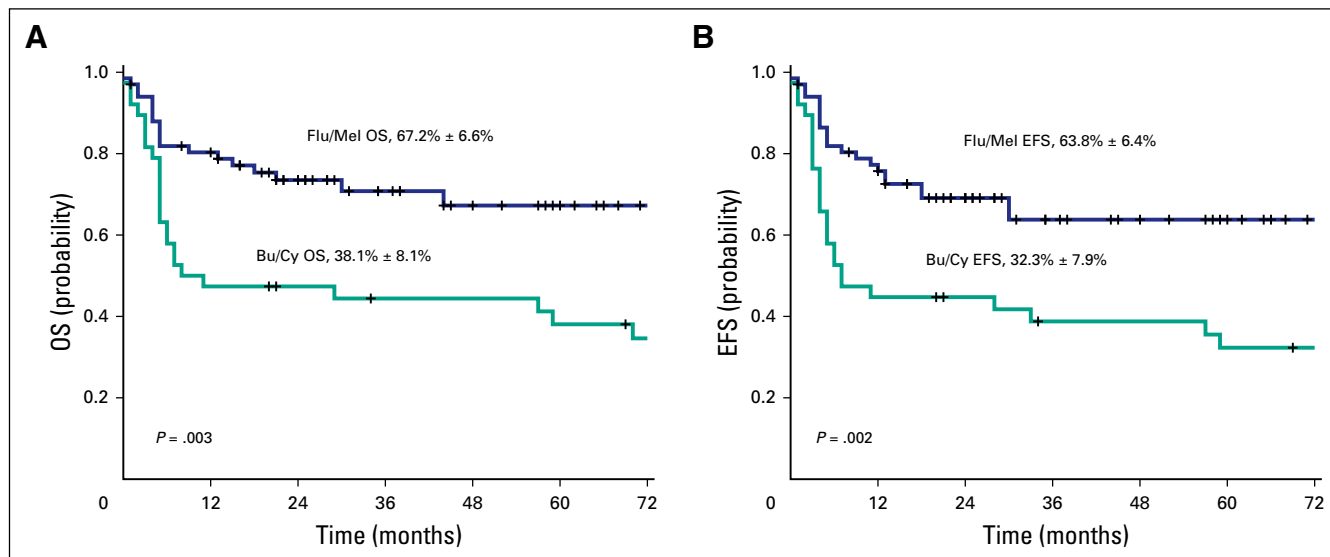 A
OS (probability)
1.0
0.8
0.6
0.4
0.2
0
Flu/Mel OS, 67.2% ± 6.6%
Bu/Cy OS, 38.1% ± 8.1%
P = .003
12 24 36 48 60 72
Time (months)
B
EFS (probability)
1.0
0.8
0.6
0.4
0.2
0
Flu/Mel EFS, 63.8% ± 6.4%
Bu/Cy EFS, 32.3% ± 7.9%
P = .002
12 24 36 48 60 72
Time (months)